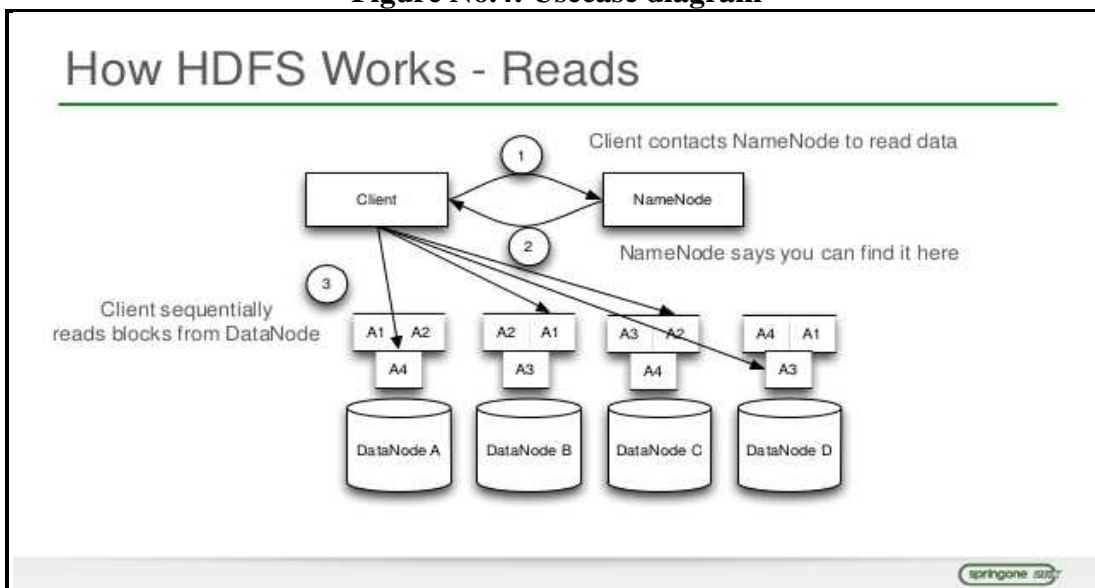 Figure No.4: Usecase diagram
How HDFS Works - Reads
1
Client contacts NameNode to read data
Client
NameNode
2
NameNode says you can find it here
3
Client sequentially
reads blocks from DataNode
A1 A2
A4
A2 A1
A3
A3 A2
A4
A4 A1
A3
DataNode A
DataNode B
DataNode C
DataNode D
springone